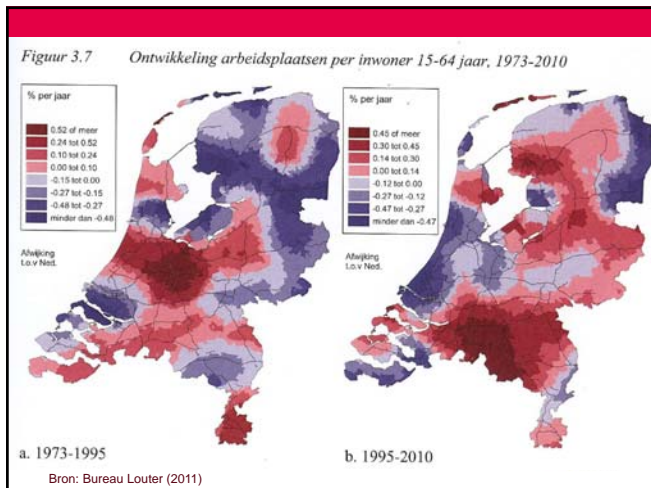 Figuur 3.7 Ontwikkeling arbeidsplaatsen per inwoner 15-64 jaar, 1973-2010
% per jaar
0.52 of meer
0.24 tot 0.52
0.10 tot 0.24
0.00 tot 0.10
-0.15 tot 0.00
-0.27 tot -0.15
-0.48 tot -0.27
minder dan -0.48
Afwijking
t.o.v Ned.
% per jaar
0.45 of meer
0.30 tot 0.45
0.14 tot 0.30
0.00 tot 0.14
-0.12 tot 0.00
-0.27 tot -0.12
-0.47 tot -0.27
minder dan -0.47
Afwijking
t.o.v Ned.
a. 1973-1995
b. 1995-2010
Bron: Bureau Louter (2011)